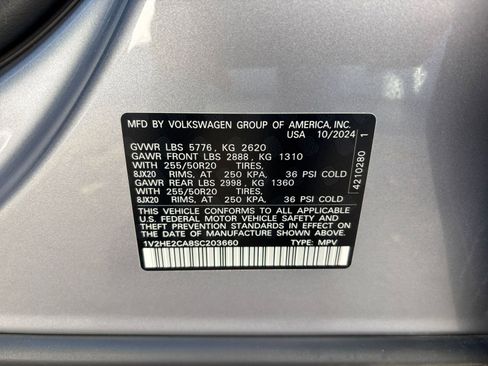 MFD BY VOLKSWAGEN GROUP OF AMERICA, INC.
USA 10/2024
GVWR LBS 5776, KG 2620
GAWR FRONT LBS 2888, KG 1310
WITH 255/50R20 TIRES,
8JX20 RIMS, AT 250 KPA, 36 PSI COLD
GAWR REAR LBS 2998, KG 1360
WITH 255/50R20 TIRES,
8JX20 RIMS, AT 250 KPA, 36 PSI COLD
THIS VEHICLE CONFORMS TO ALL APPLICABLE
U.S. FEDERAL MOTOR VEHICLE SAFETY AND
THEFT PREVENTION STANDARDS IN EFFECT ON
THE DATE OF MANUFACTURE SHOWN ABOVE.
1V2HE2CA8SC203660 TYPE: MPV
4210280 1